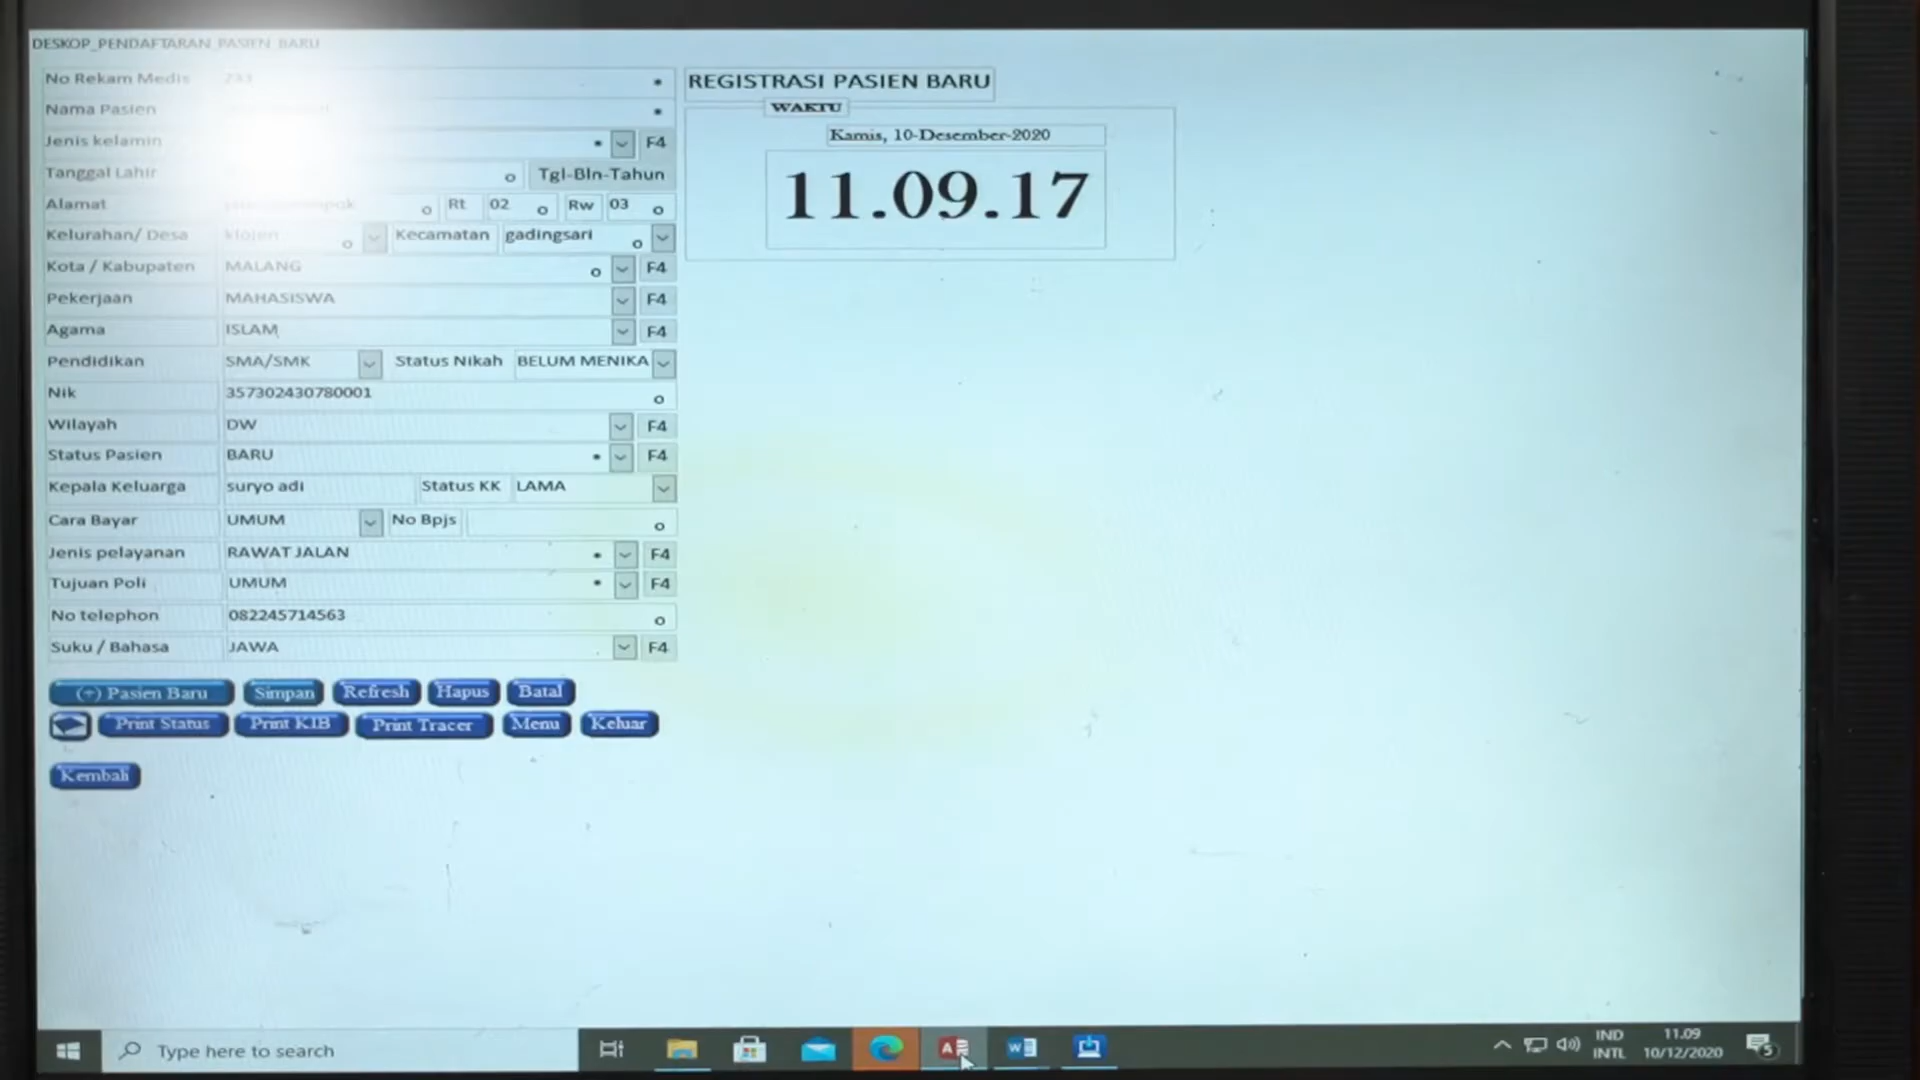 DESKOP_PENDAFTARAN_PASIEN_BARU
No Rekam Medis 233
Nama Pasien
Jenis kelamin F4
Tanggal Lahir Tgl-Bln-Tahun
Alamat Rt 02 Rw 03
Kelurahan/ Desa klojen Kecamatan gadingsari
Kota / Kabupaten MALANG F4
Pekerjaan MAHASISWA F4
Agama ISLAM F4
Pendidikan SMA/SMK Status Nikah BELUM MENIKA
Nik 357302430780001
Wilayah DW F4
Status Pasien BARU F4
Kepala Keluarga suryo adi Status KK LAMA
Cara Bayar UMUM No Bpjs
Jenis pelayanan RAWAT JALAN F4
Tujuan Poli UMUM F4
No telephon 082245714563
Suku / Bahasa JAWA F4
(+) Pasien Baru Simpan Refresh Hapus Batal
Print Status Print KIB Print Tracer Menu Keluar
Kembali
REGISTRASI PASIEN BARU
WAKTU
Kamis, 10-Desember-2020
11.09.17
Type here to search
IND
INTL
11.09
10/12/2020
5